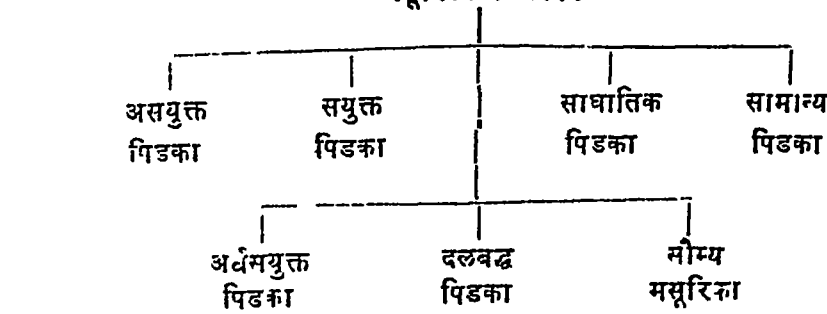 असयुक्त सयुक्त साघातिक सामान्य
पिडका पिडका पिडका पिडका
अर्धसयुक्त दलबद्ध सौम्य
पिडका पिडका मसूरिका